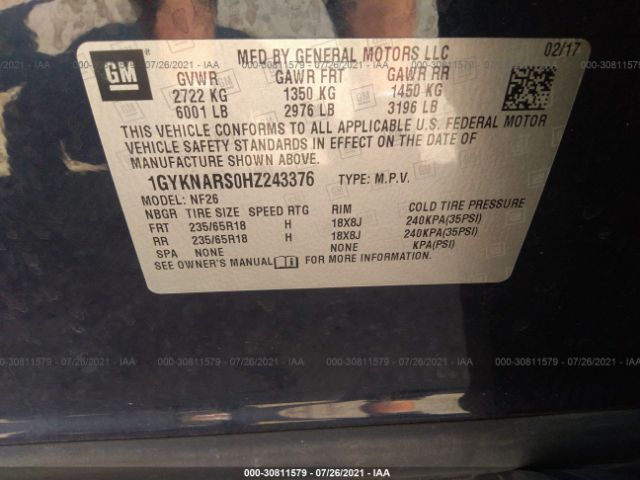 GM ®
MFD BY GENERAL MOTORS LLC 02/17
GVWR GAWR FRT GAWR RR
2722 KG 1350 KG 1450 KG
6001 LB 2976 LB 3196 LB
THIS VEHICLE CONFORMS TO ALL APPLICABLE U.S. FEDERAL MOTOR
VEHICLE SAFETY STANDARDS IN EFFECT ON THE DATE OF
MANUFACTURE SHOWN ABOVE.
1GYKNARS0HZ243376 TYPE: M.P.V.
MODEL: NF26
NBGR TIRE SIZE SPEED RTG RIM COLD TIRE PRESSURE
FRT 235/65R18 H 18X8J 240KPA(35PSI)
RR 235/65R18 H 18X8J 240KPA(35PSI)
SPA NONE NONE KPA(PSI)
SEE OWNER'S MANUAL FOR MORE INFORMATION.
000-30811579 - 07/26/2021 - IAA